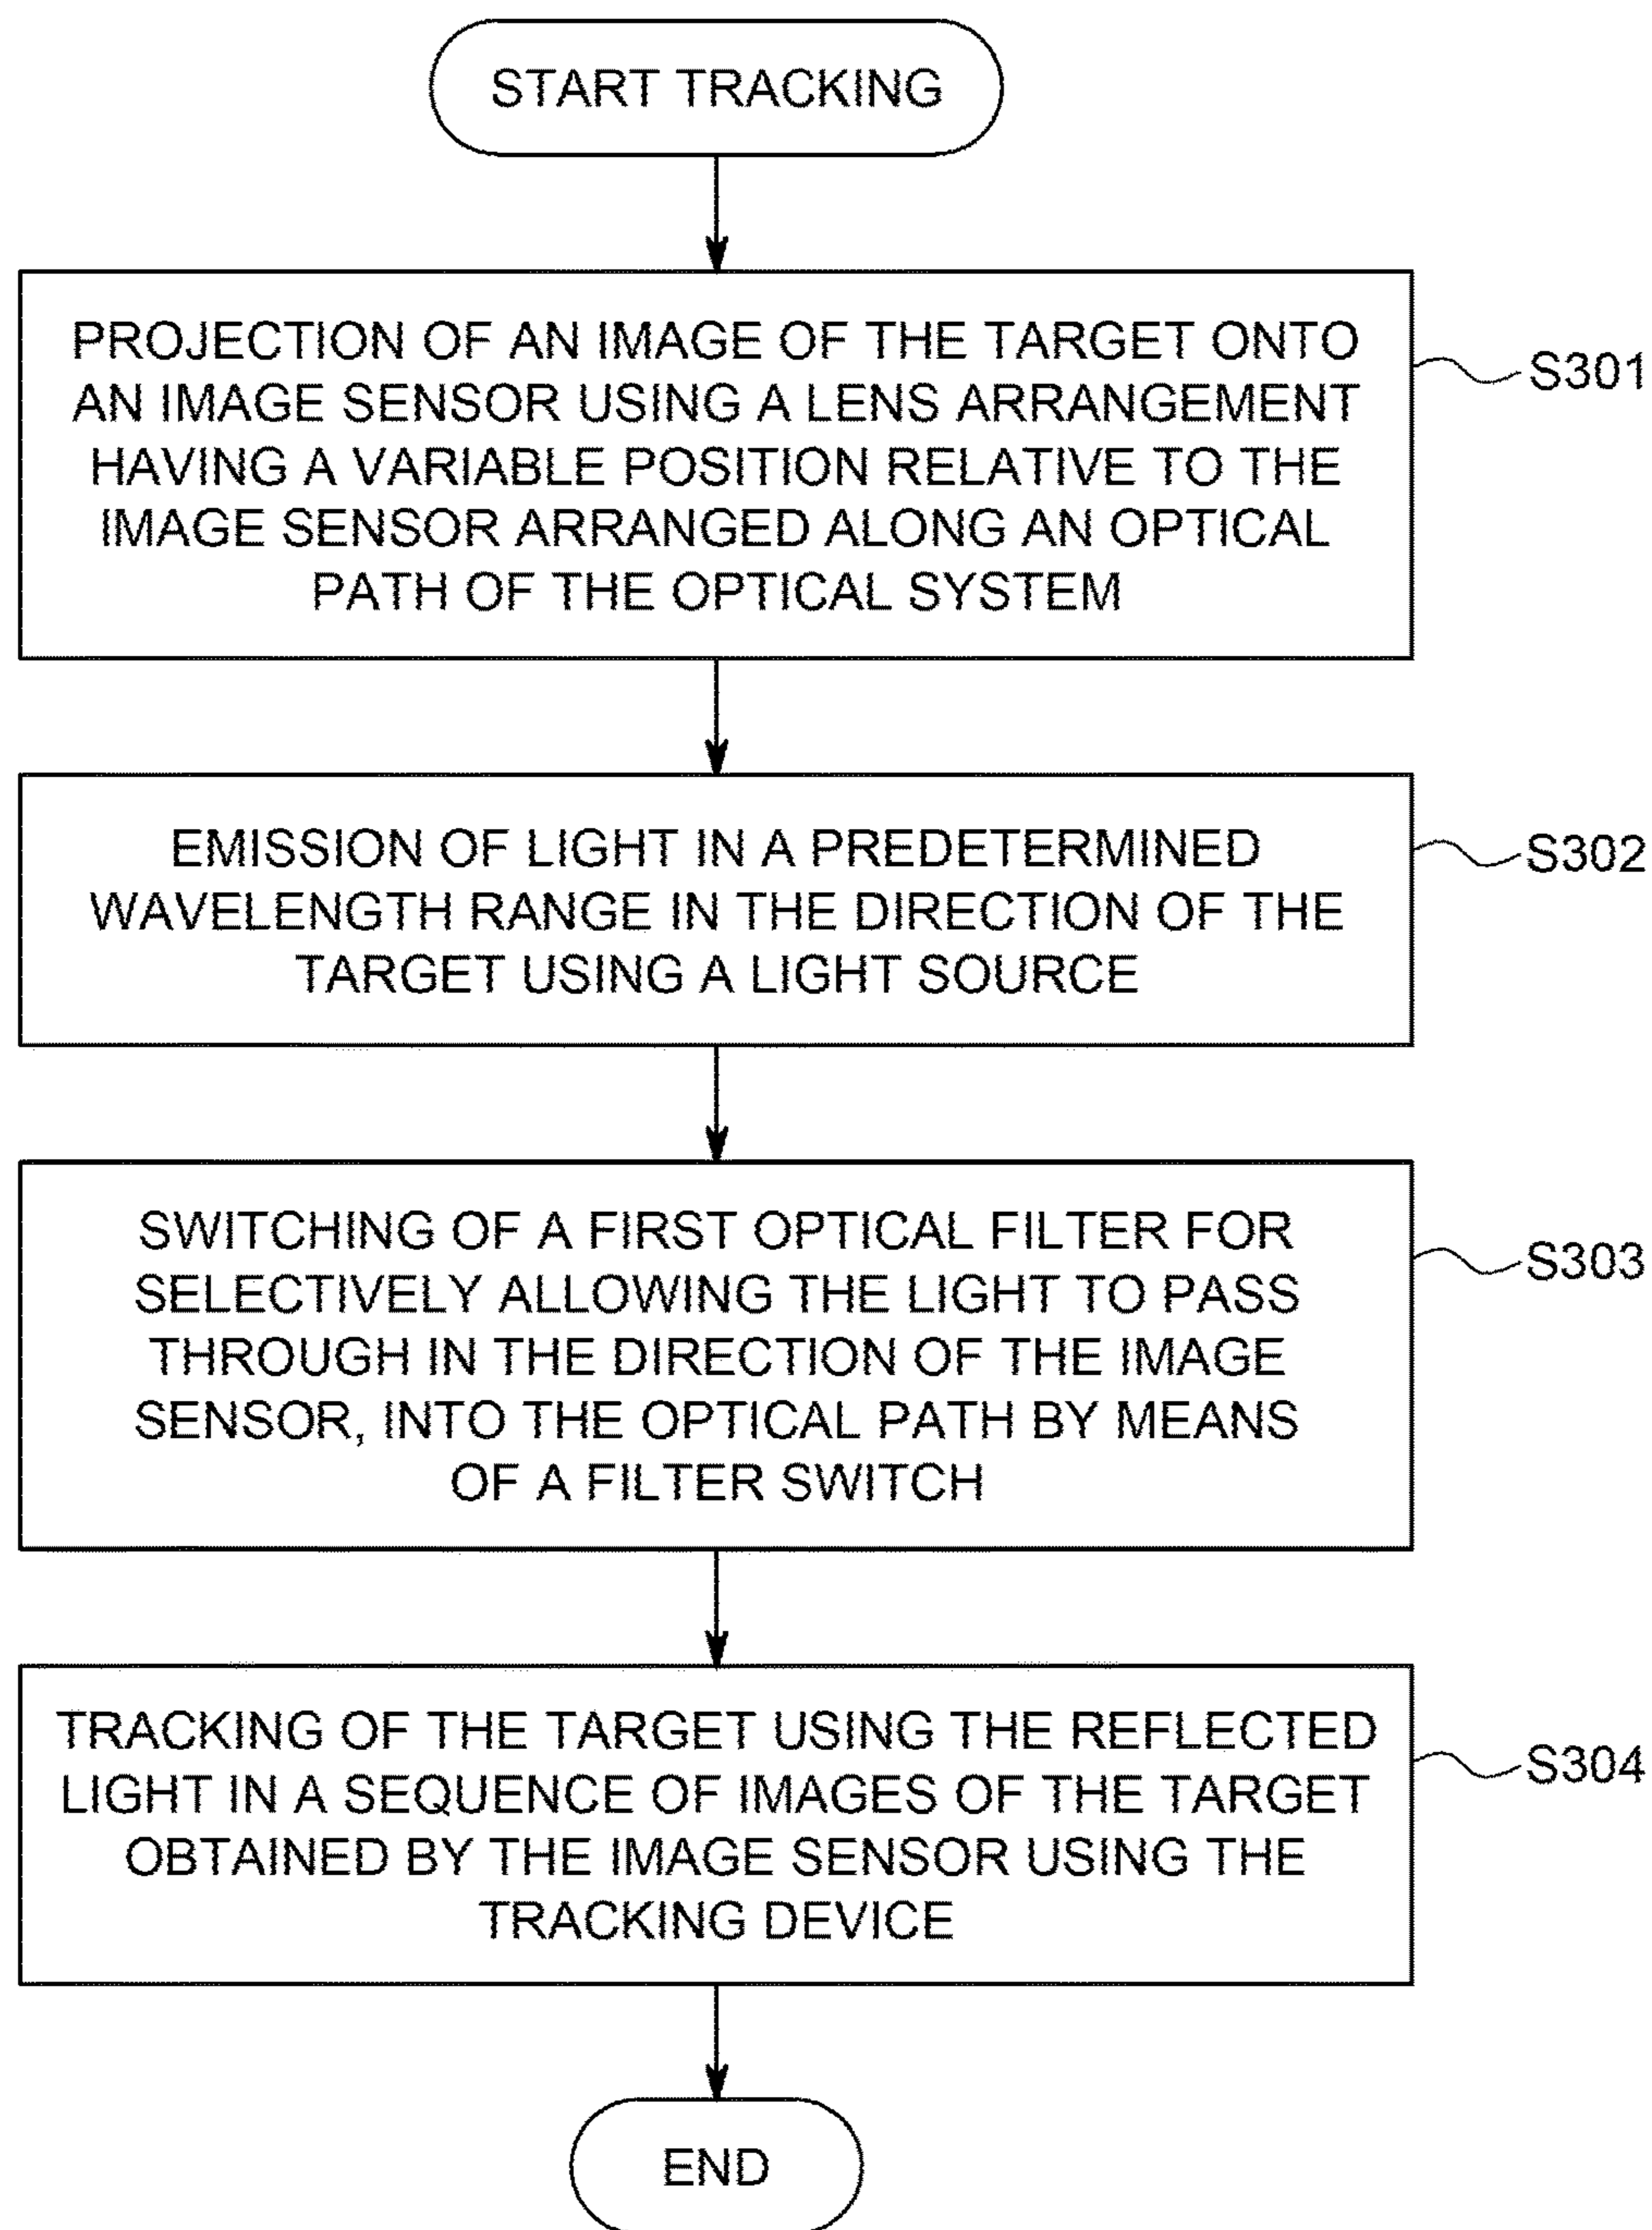 START TRACKING
PROJECTION OF AN IMAGE OF THE TARGET ONTO
AN IMAGE SENSOR USING A LENS ARRANGEMENT
HAVING A VARIABLE POSITION RELATIVE TO THE
IMAGE SENSOR ARRANGED ALONG AN OPTICAL
PATH OF THE OPTICAL SYSTEM
S301
EMISSION OF LIGHT IN A PREDETERMINED
WAVELENGTH RANGE IN THE DIRECTION OF THE
TARGET USING A LIGHT SOURCE
S302
SWITCHING OF A FIRST OPTICAL FILTER FOR
SELECTIVELY ALLOWING THE LIGHT TO PASS
THROUGH IN THE DIRECTION OF THE IMAGE
SENSOR, INTO THE OPTICAL PATH BY MEANS
OF A FILTER SWITCH
S303
TRACKING OF THE TARGET USING THE REFLECTED
LIGHT IN A SEQUENCE OF IMAGES OF THE TARGET
OBTAINED BY THE IMAGE SENSOR USING THE
TRACKING DEVICE
S304
END